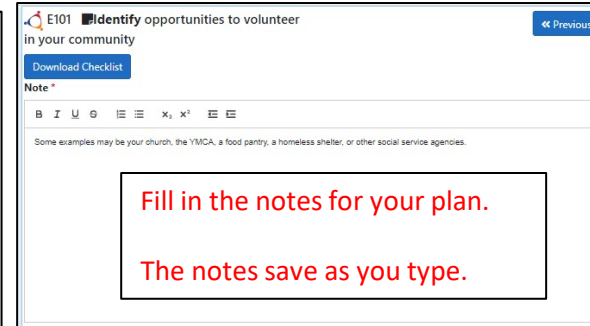 E101 Identify opportunities to volunteer
in your community
« Previous
Download Checklist
Note *
B I U S x₂ x²
Some examples may be your church, the YMCA, a food pantry, a homeless shelter, or other social service agencies.
Fill in the notes for your plan.
The notes save as you type.